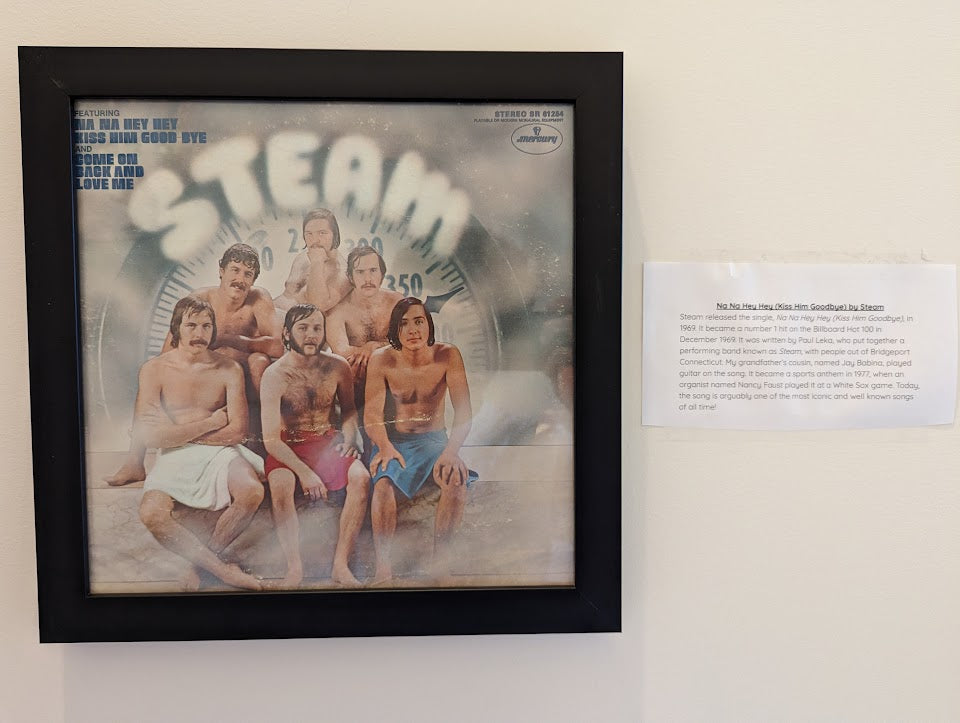 FEATURING
NA NA HEY HEY
KISS HIM GOOD BYE
AND
COME ON
BACK AND
LOVE ME
STEREO SR 61254
PLAYABLE ON MODERN MONAURAL EQUIPMENT
mercury
STEAM
350
Na Na Hey Hey (Kiss Him Goodbye) by Steam
Steam released the single, Na Na Hey Hey (Kiss Him Goodbye), in
1969. It became a number 1 hit on the Billboard Hot 100 in
December 1969. It was written by Paul Leka, who put together a
performing band known as Steam, with people out of Bridgeport
Connecticut. My grandfather's cousin, named Jay Babina, played
guitar on the song. It became a sports anthem in 1977, when an
organist named Nancy Faust played it at a White Sox game. Today,
the song is arguably one of the most iconic and well known songs
of all time!